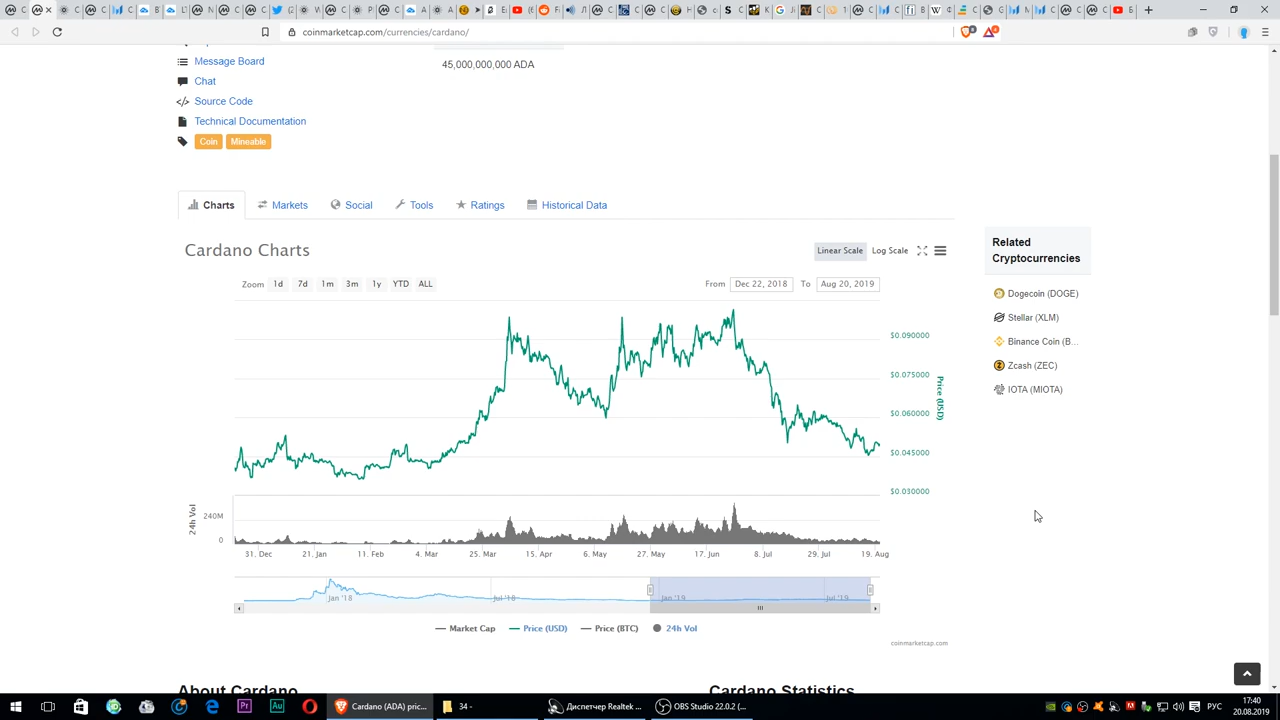 coinmarketcap.com/currencies/cardano/
Message Board
45,000,000,000 ADA
Chat
Source Code
Technical Documentation
Coin Mineable
Charts Markets Social Tools Ratings Historical Data
Cardano Charts
Linear Scale Log Scale
Related
Cryptocurrencies
Zoom 1d 7d 1m 3m 1y YTD ALL
From Dec 22, 2018 To Aug 20, 2019
Dogecoin (DOGE)
Stellar (XLM)
Binance Coin (B...
Zcash (ZEC)
IOTA (MIOTA)
$0.090000
$0.075000
$0.060000
$0.045000
$0.030000
Price (USD)
24h Vol
240M
0
31. Dec 21. Jan 11. Feb 4. Mar 25. Mar 15. Apr 6. May 27. May 17. Jun 8. Jul 29. Jul 19. Aug
Jan '18 Jul '18 Jan '19 Jul '19
Market Cap Price (USD) Price (BTC) 24h Vol
coinmarketcap.com
About Cardano Cardano Statistics
Cardano (ADA) pric... 34 - Диспетчер Realtek ... OBS Studio 22.0.2 (... РУС
17:40
20.08.2019